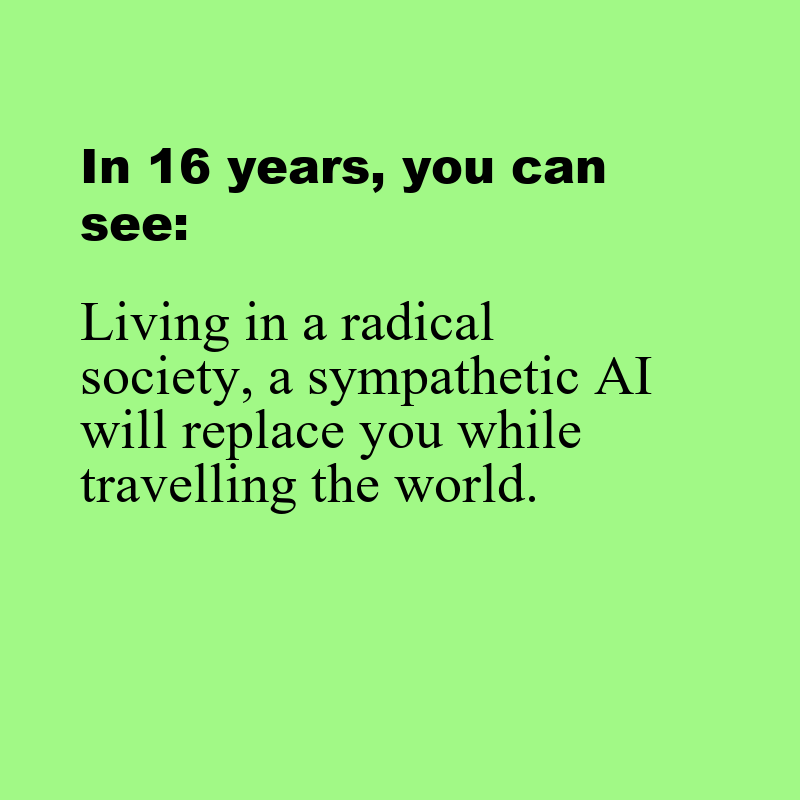 In 16 years, you can
see:
Living in a radical
society, a sympathetic AI
will replace you while
travelling the world.